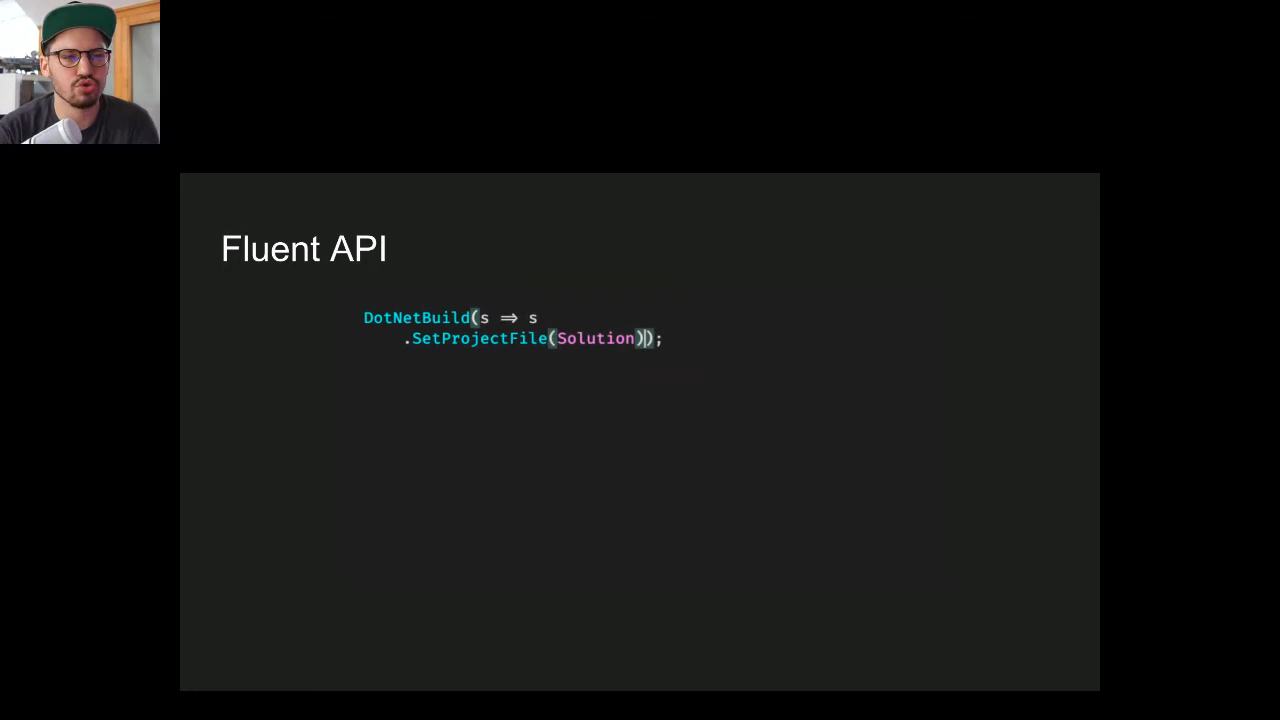 Fluent API
DotNetBuild(s => s
.SetProjectFile(Solution));